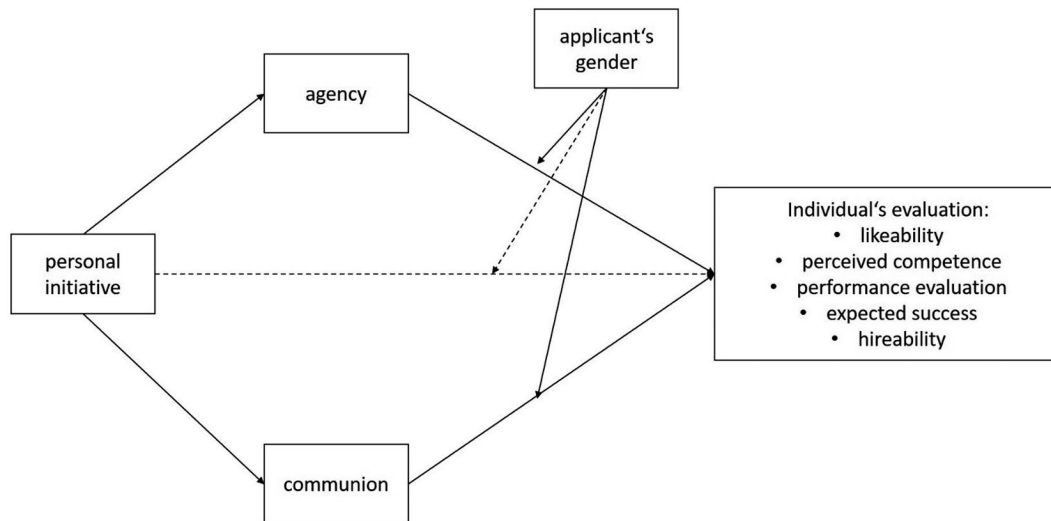 applicant‘s
gender
agency
personal
initiative
Individual‘s evaluation:
• likeability
• perceived competence
• performance evaluation
• expected success
• hireability
communion